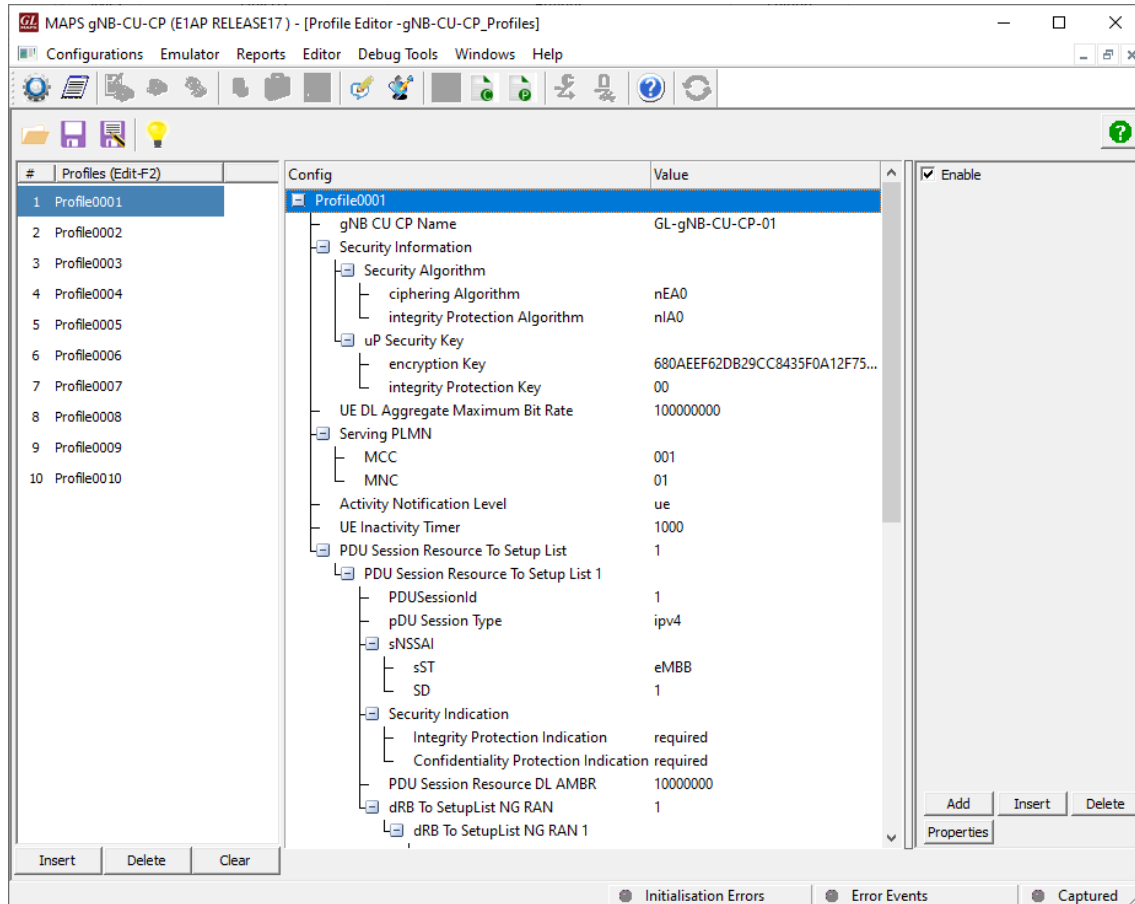 GL MAPS
MAPS gNB-CU-CP (E1AP RELEASE17 ) - [Profile Editor -gNB-CU-CP_Profiles]
Configurations Emulator Reports Editor Debug Tools Windows Help
# Profiles (Edit-F2)
1 Profile0001
2 Profile0002
3 Profile0003
4 Profile0004
5 Profile0005
6 Profile0006
7 Profile0007
8 Profile0008
9 Profile0009
10 Profile0010
Insert Delete Clear
Config Value
Profile0001
gNB CU CP Name GL-gNB-CU-CP-01
Security Information
Security Algorithm
ciphering Algorithm nEA0
integrity Protection Algorithm nIA0
uP Security Key
encryption Key 680AEEF62DB29CC8435F0A12F75...
integrity Protection Key 00
UE DL Aggregate Maximum Bit Rate 100000000
Serving PLMN
MCC 001
MNC 01
Activity Notification Level ue
UE Inactivity Timer 1000
PDU Session Resource To Setup List 1
PDU Session Resource To Setup List 1
PDUSessionId 1
pDU Session Type ipv4
sNSSAI
sST eMBB
SD 1
Security Indication
Integrity Protection Indication required
Confidentiality Protection Indication required
PDU Session Resource DL AMBR 10000000
dRB To SetupList NG RAN 1
dRB To SetupList NG RAN 1
Enable
Add Insert Delete
Properties
Initialisation Errors Error Events Captured